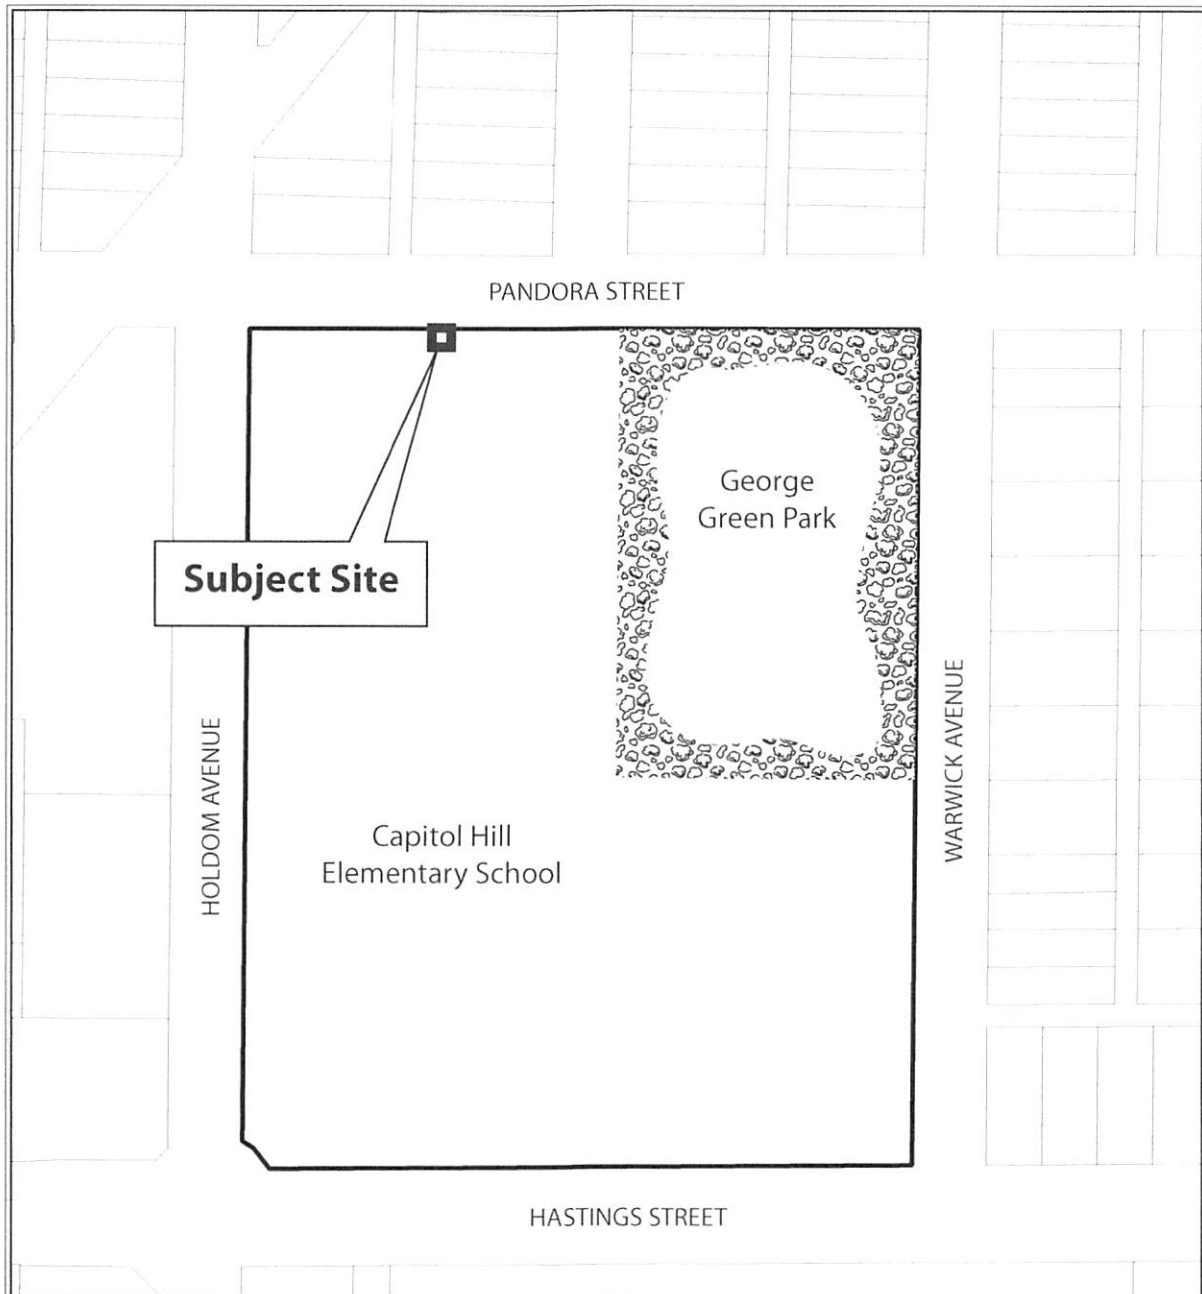 PANDORA STREET
George
Green Park
Subject Site
HOLDOM AVENUE
WARWICK AVENUE
Capitol Hill
Elementary School
HASTINGS STREET